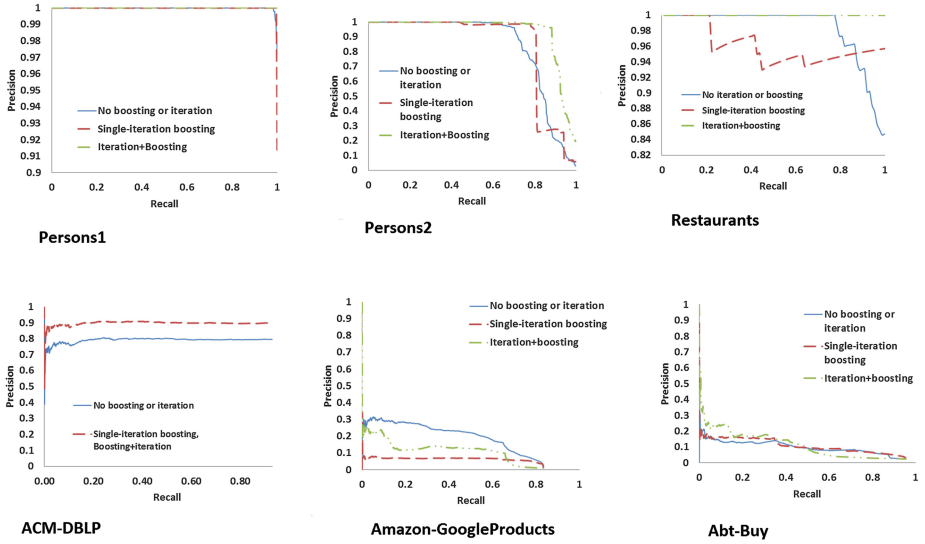 1
0.99
0.98
0.97
0.96
0.95
0.94
0.93
0.92
0.91
0.9
Precision
No boosting or iteration
Single-iteration boosting
Iteration+Boosting
0 0.2 0.4 0.6 0.8 1
Recall
Persons1
1
0.9
0.8
0.7
0.6
0.5
0.4
0.3
0.2
0.1
0
Precision
No boosting or
iteration
Single-iteration
boosting
Iteration+Boosting
0 0.2 0.4 0.6 0.8 1
Recall
Persons2
1
0.98
0.96
0.94
0.92
0.9
0.88
0.86
0.84
0.82
Precision
No iteration or boosting
Single-iteration boosting
Iteration+boosting
0 0.2 0.4 0.6 0.8 1
Recall
Restaurants
1
0.9
0.8
0.7
0.6
0.5
0.4
0.3
0.2
0.1
0
Precision
No boosting or iteration
Single-iteration boosting,
Boosting+iteration
0.00 0.20 0.40 0.60 0.80
Recall
ACM-DBLP
1
0.9
0.8
0.7
0.6
0.5
0.4
0.3
0.2
0.1
0
Precision
No boosting or iteration
Single-iteration boosting
Iteration+boosting
0 0.2 0.4 0.6 0.8 1
Recall
Amazon-GoogleProducts
1
0.9
0.8
0.7
0.6
0.5
0.4
0.3
0.2
0.1
0
Precision
No boosting or
iteration
Single-iteration
boosting
Iteration+boosting
0 0.2 0.4 0.6 0.8 1
Recall
Abt-Buy